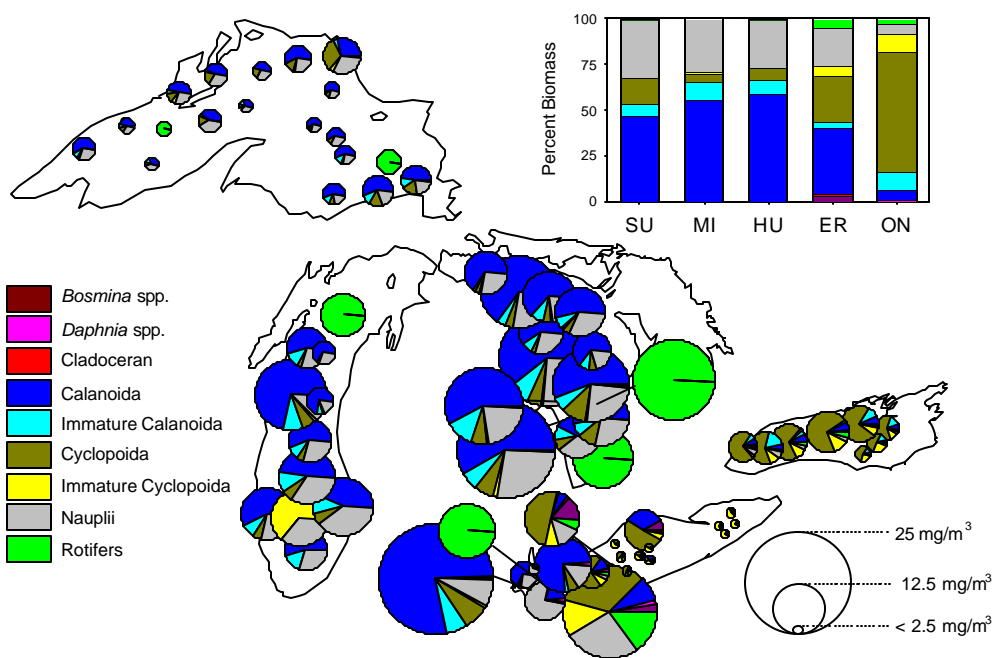 100
75
50
25
0
Percent Biomass
SU MI HU ER ON
Bosmina spp.
Daphnia spp.
Cladoceran
Calanoida
Immature Calanoida
Cyclopoida
Immature Cyclopoida
Nauplii
Rotifers
25 mg/m³
12.5 mg/m³
< 2.5 mg/m³